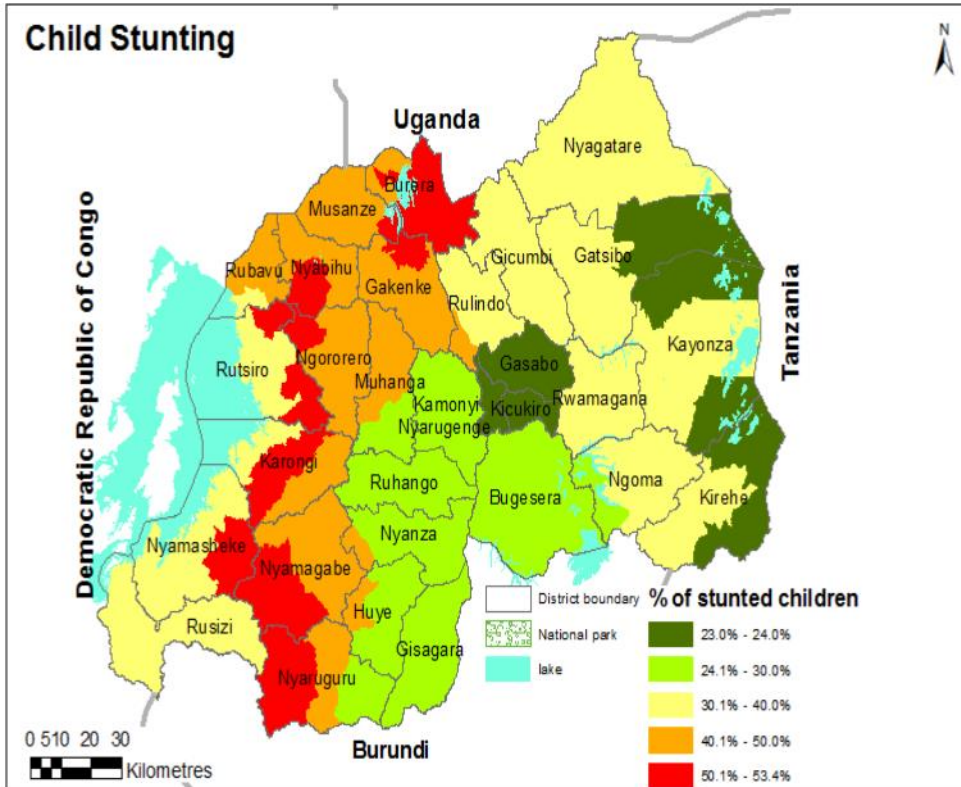 Child Stunting
N
Uganda
Nyagatare
Burera
Musanze
Gicumbi
Gatsibo
Rubavu
Nyabihu
Gakenke
Rulindo
Democratic Republic of Congo
Tanzania
Kayonza
Rutsiro
Ngororero
Gasabo
Muhanga
Kamonyi
Kicukiro
Rwamagana
Nyarugenge
Karongi
Ruhango
Bugesera
Ngoma
Kirehe
Nyamasheke
Nyanza
Nyamagabe
Huye
Rusizi
Gisagara
Nyaruguru
Burundi
District boundary
National park
lake
% of stunted children
23.0% - 24.0%
24.1% - 30.0%
30.1% - 40.0%
40.1% - 50.0%
50.1% - 53.4%
0 510 20 30
Kilometres